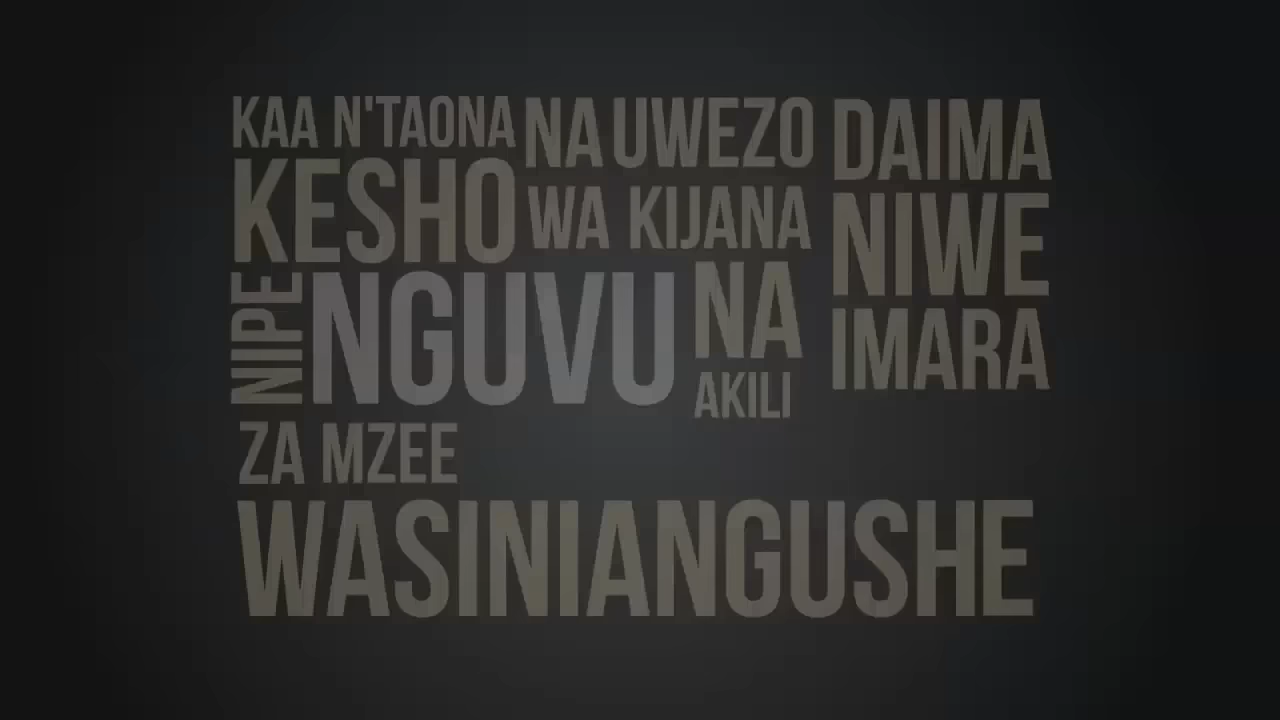 KAA N'TAONA
KESHO
NIPE
NGUVU
NA UWEZO
WA KIJANA
NA
AKILI
ZA MZEE
DAIMA
NIWE
IMARA
WASINIANGUSHE